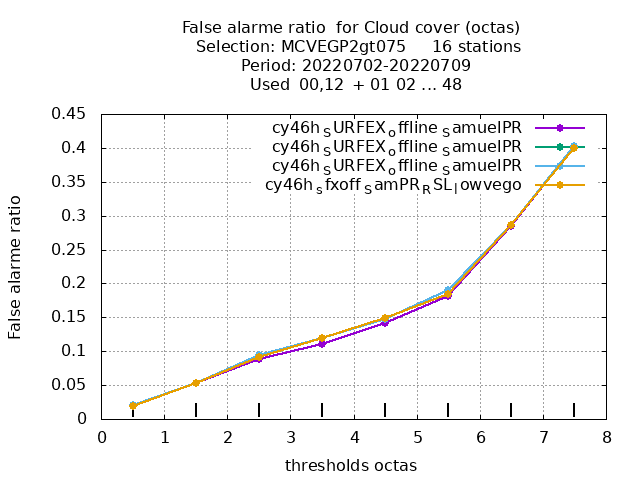 False alarme ratio  for Cloud cover (octas)
Selection: MCVEGP2gt075     16 stations
Period: 20220702-20220709
Used  00,12  + 01 02 ... 48
cy46h_SURFEX_offline_SamuelPR
cy46h_SURFEX_offline_SamuelPR
cy46h_SURFEX_offline_SamuelPR
cy46h_sfxoff_SamPR_RSL_lowvego
False alarme ratio
0.45
0.4
0.35
0.3
0.25
0.2
0.15
0.1
0.05
0
0 1 2 3 4 5 6 7 8
thresholds octas